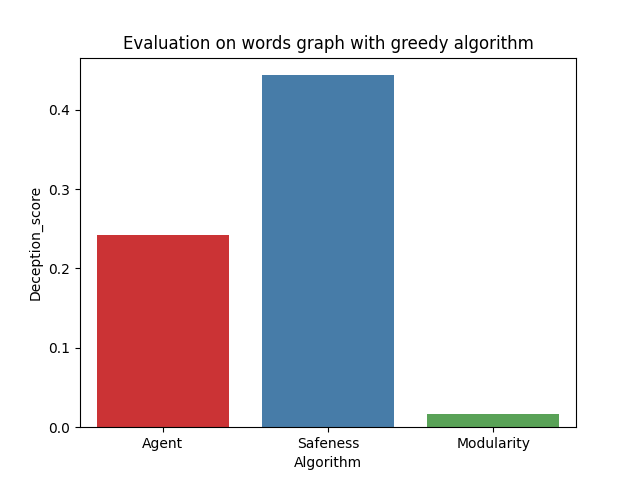 Evaluation on words graph with greedy algorithm
Deception_score
0.4
0.3
0.2
0.1
0.0
Agent Safeness Modularity
Algorithm